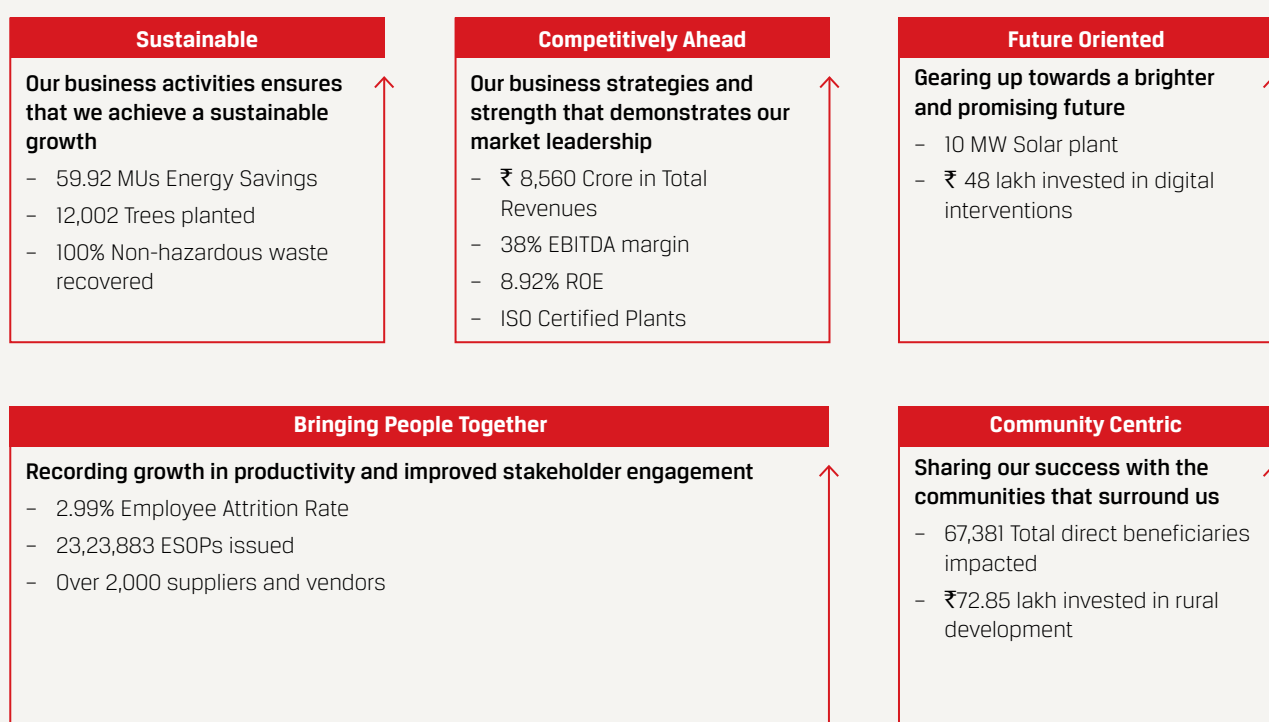 Sustainable
Our business activities ensures
that we achieve a sustainable
growth
– 59.92 MUs Energy Savings
– 12,002 Trees planted
– 100% Non-hazardous waste
recovered
Competitively Ahead
Our business strategies and
strength that demonstrates our
market leadership
– ₹ 8,560 Crore in Total
Revenues
– 38% EBITDA margin
– 8.92% ROE
– ISO Certified Plants
Future Oriented
Gearing up towards a brighter
and promising future
– 10 MW Solar plant
– ₹ 48 lakh invested in digital
interventions
Bringing People Together
Recording growth in productivity and improved stakeholder engagement
– 2.99% Employee Attrition Rate
– 23,23,883 ESOPs issued
– Over 2,000 suppliers and vendors
Community Centric
Sharing our success with the
communities that surround us
– 67,381 Total direct beneficiaries
impacted
– ₹72.85 lakh invested in rural
development